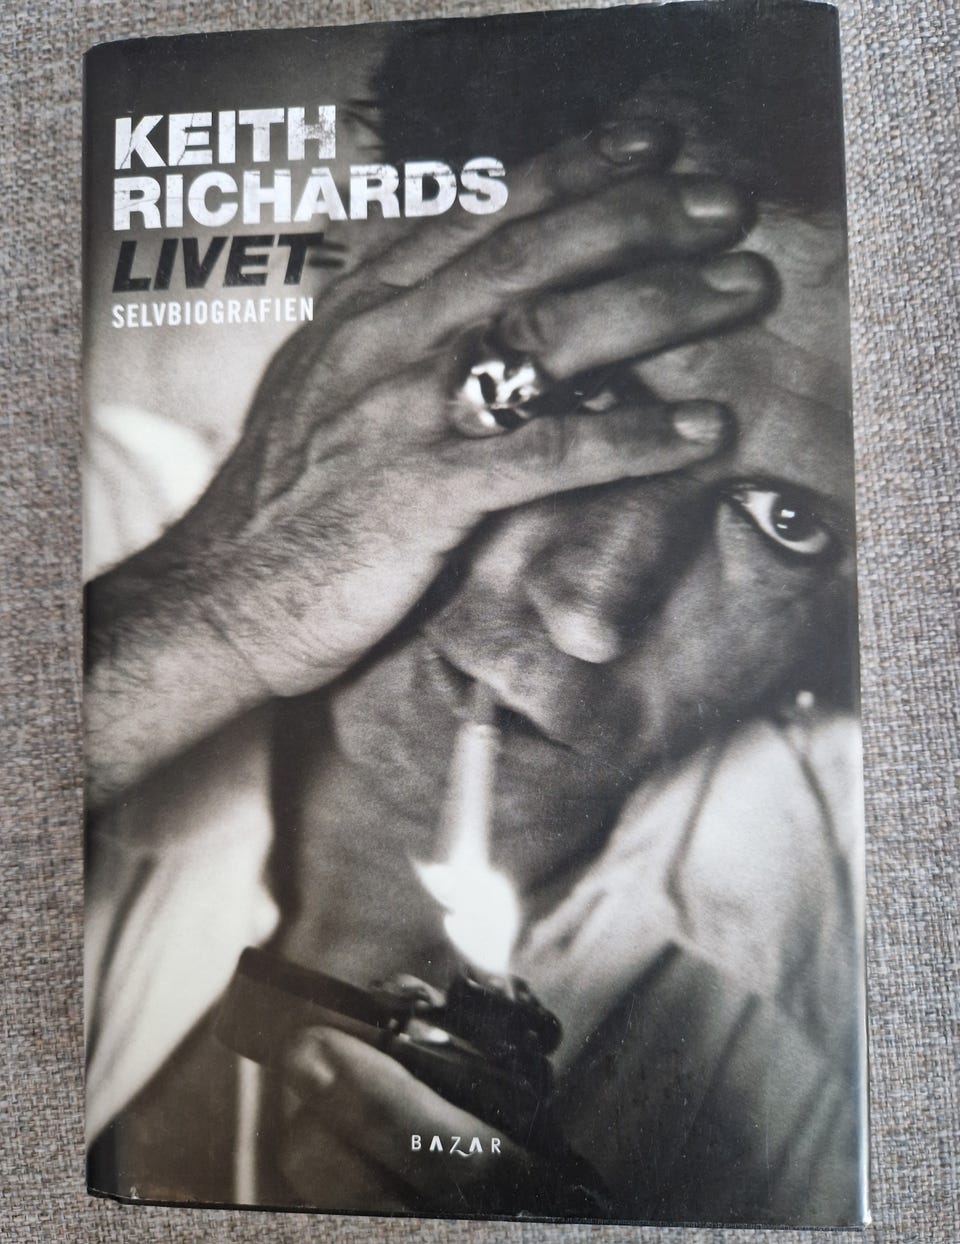 KEITH
RICHARDS
LIVET
SELVBIOGRAFIEN
BAZAR